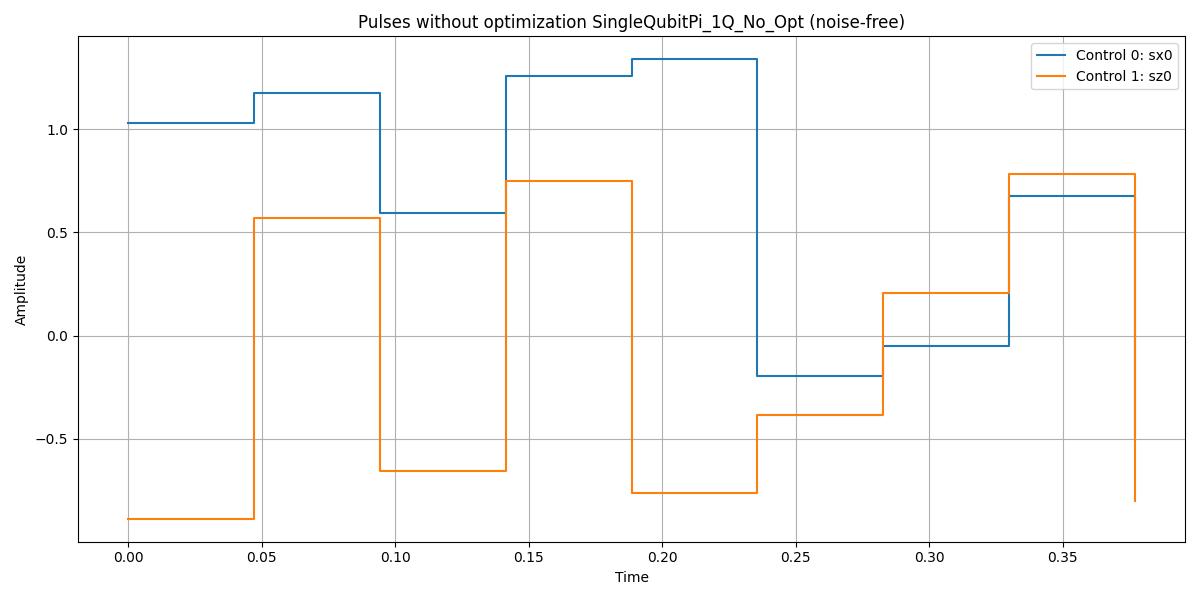 Pulses without optimization SingleQubitPi_1Q_No_Opt (noise-free)
Control 0: sx0
Control 1: sz0
Amplitude
1.0
0.5
0.0
−0.5
0.00 0.05 0.10 0.15 0.20 0.25 0.30 0.35
Time